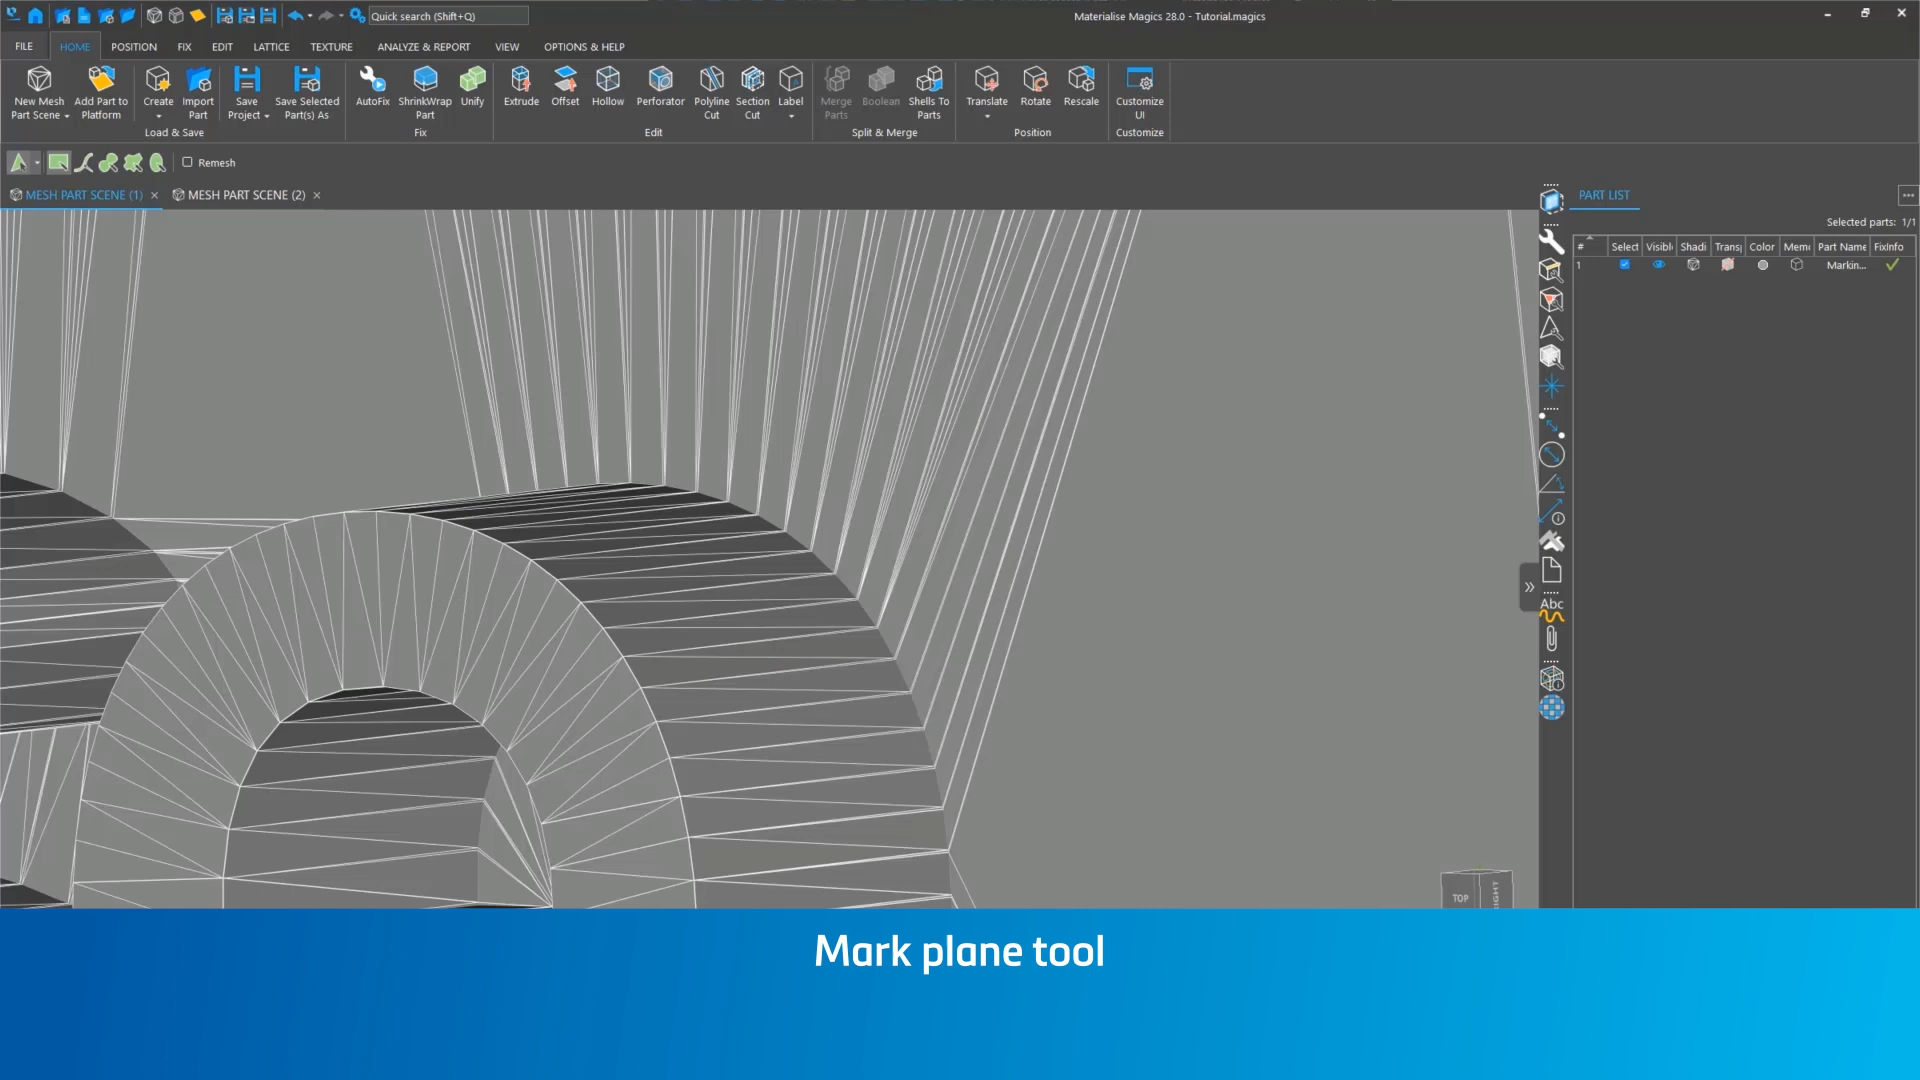 Quick search (Shift+Q)
Materialise Magics 28.0 - Tutorial.magics
FILE HOME POSITION FIX EDIT LATTICE TEXTURE ANALYZE & REPORT VIEW OPTIONS & HELP
New Mesh Part Scene
Add Part to Platform
Create
Import Part
Save Project
Save Selected Part(s) As
AutoFix
ShrinkWrap Part
Unify
Extrude
Offset
Hollow
Perforator
Polyline Cut
Section Cut
Label
Merge Parts
Boolean
Shells To Parts
Translate
Rotate
Rescale
Customize UI
Load & Save
Fix
Edit
Split & Merge
Position
Customize
Remesh
MESH PART SCENE (1)
MESH PART SCENE (2)
PART LIST
Selected parts: 1/1
# Select Visibl Shadi Transp Color Mem Part Name FixInfo
1 Markin...
Abc
TOP
RIGHT
Mark plane tool